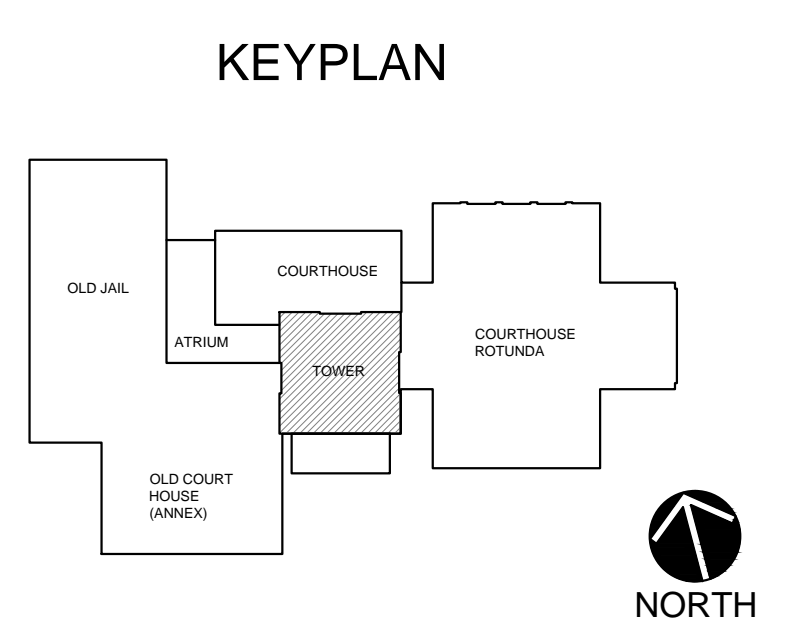 KEYPLAN
OLD JAIL
COURTHOUSE
ATRIUM
COURTHOUSE
ROTUNDA
TOWER
OLD COURT
HOUSE
(ANNEX)
NORTH